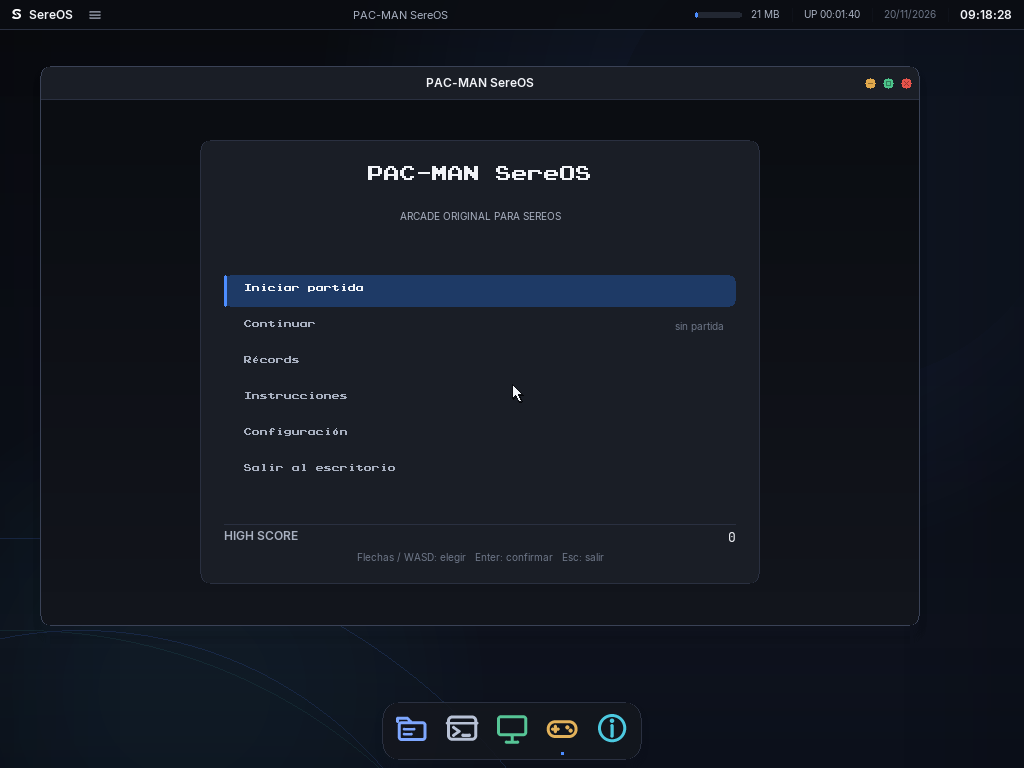 SereOS
PAC-MAN SereOS
21 MB
UP 00:01:40
20/11/2026
09:18:28
PAC-MAN SereOS
PAC-MAN SereOS
ARCADE ORIGINAL PARA SEREOS
Iniciar partida
Continuar
sin partida
Récords
Instrucciones
Configuración
Salir al escritorio
HIGH SCORE
0
Flechas / WASD: elegir Enter: confirmar Esc: salir